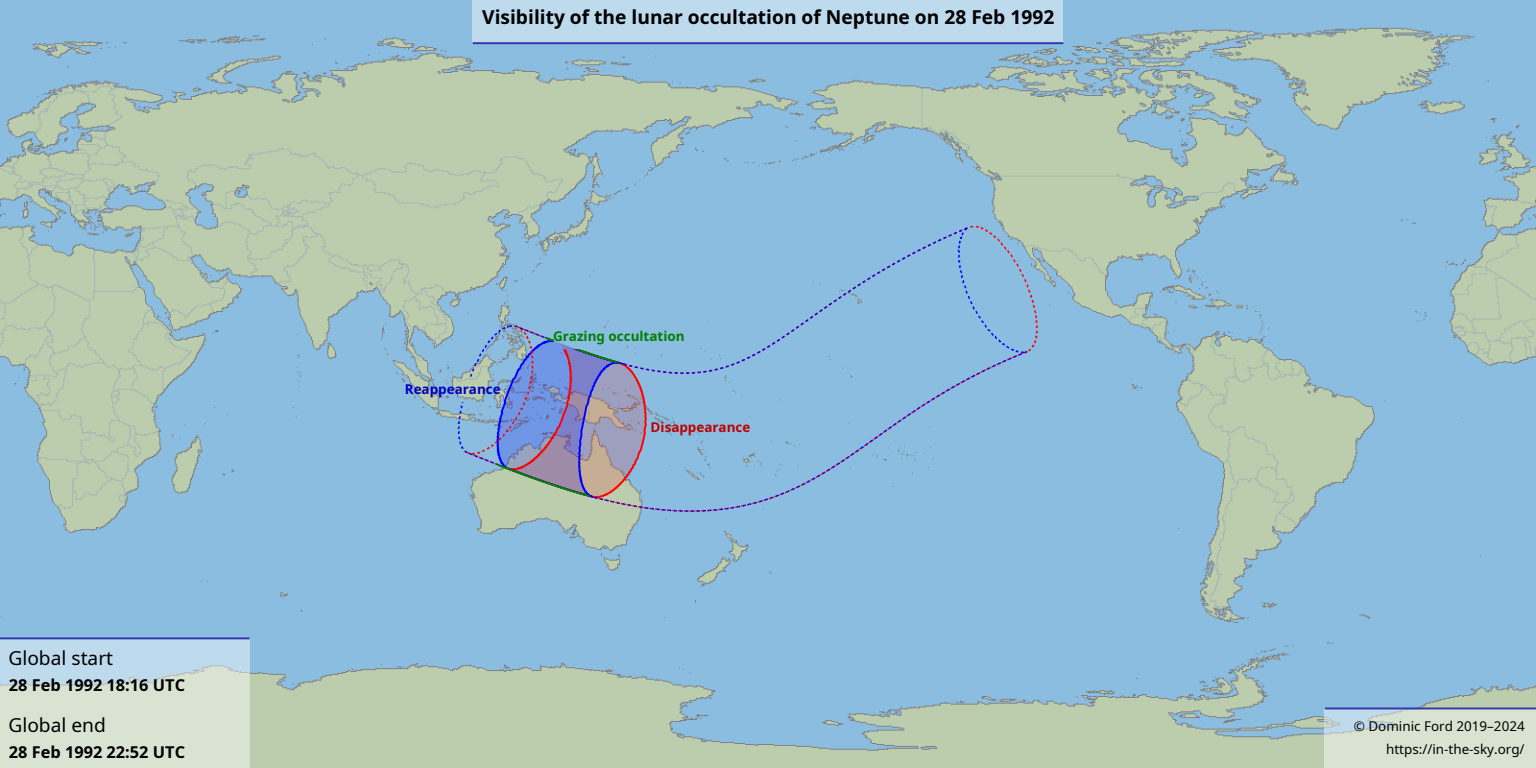 Visibility of the lunar occultation of Neptune on 28 Feb 1992
Grazing occultation
Reappearance
Disappearance
Global start
28 Feb 1992 18:16 UTC
Global end
28 Feb 1992 22:52 UTC
© Dominic Ford 2019–2024
https://in-the-sky.org/